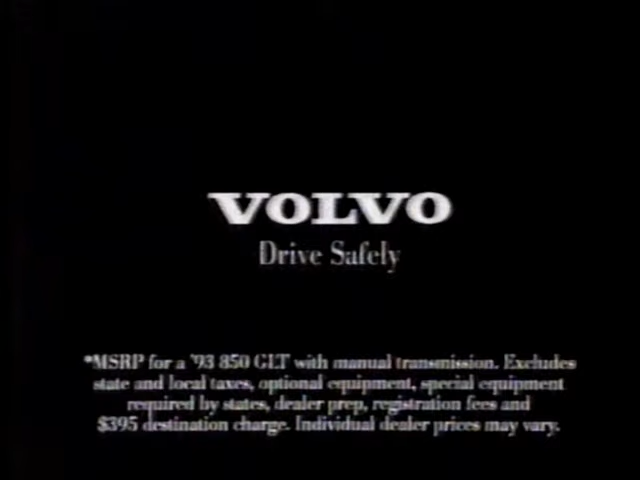 VOLVO
Drive Safely
*MSRP for a '93 850 GLT with manual transmission. Excludes
state and local taxes, optional equipment, special equipment
required by states, dealer prep, registration fees and
$395 destination charge. Individual dealer prices may vary.